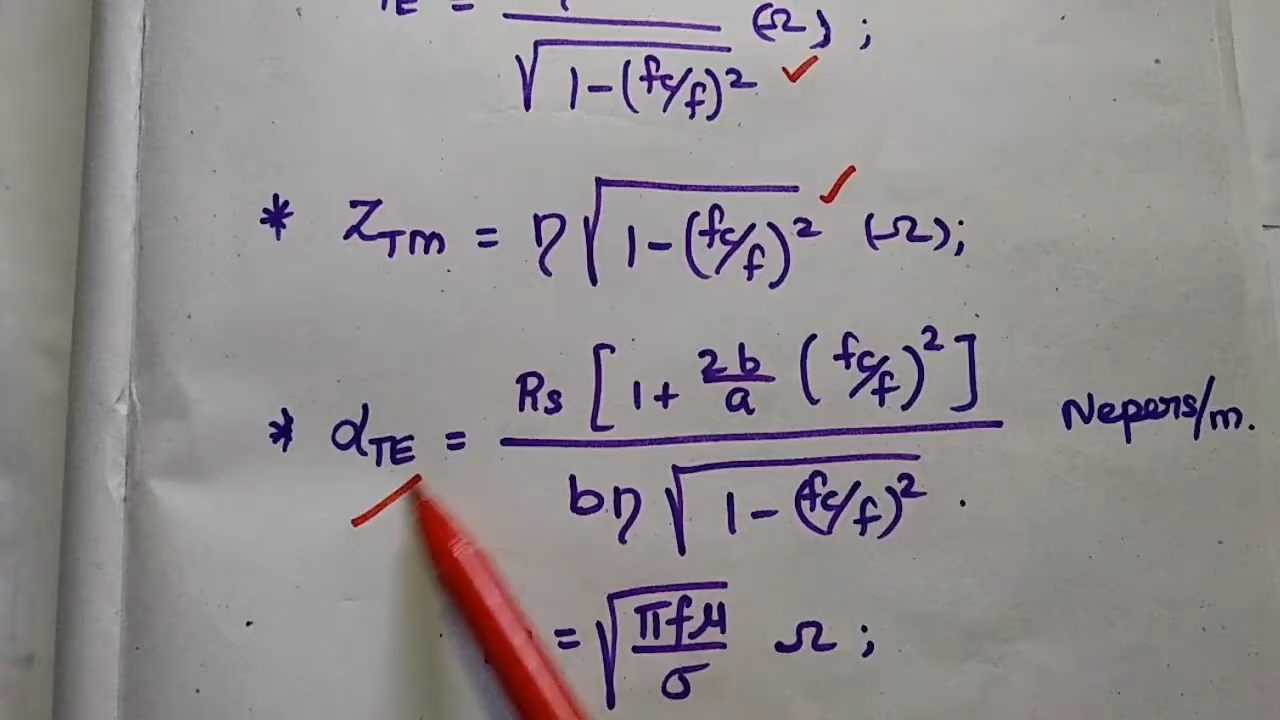 TE = / √(1-(fc/f)²) (Ω);
* Z_TM = η√(1-(fc/f)²) (Ω);
* α_TE = Rs [1+ 2b/a (fc/f)²] / bη√(1-(fc/f)²) . Nepers/m.
= √(πfμ/σ) Ω;